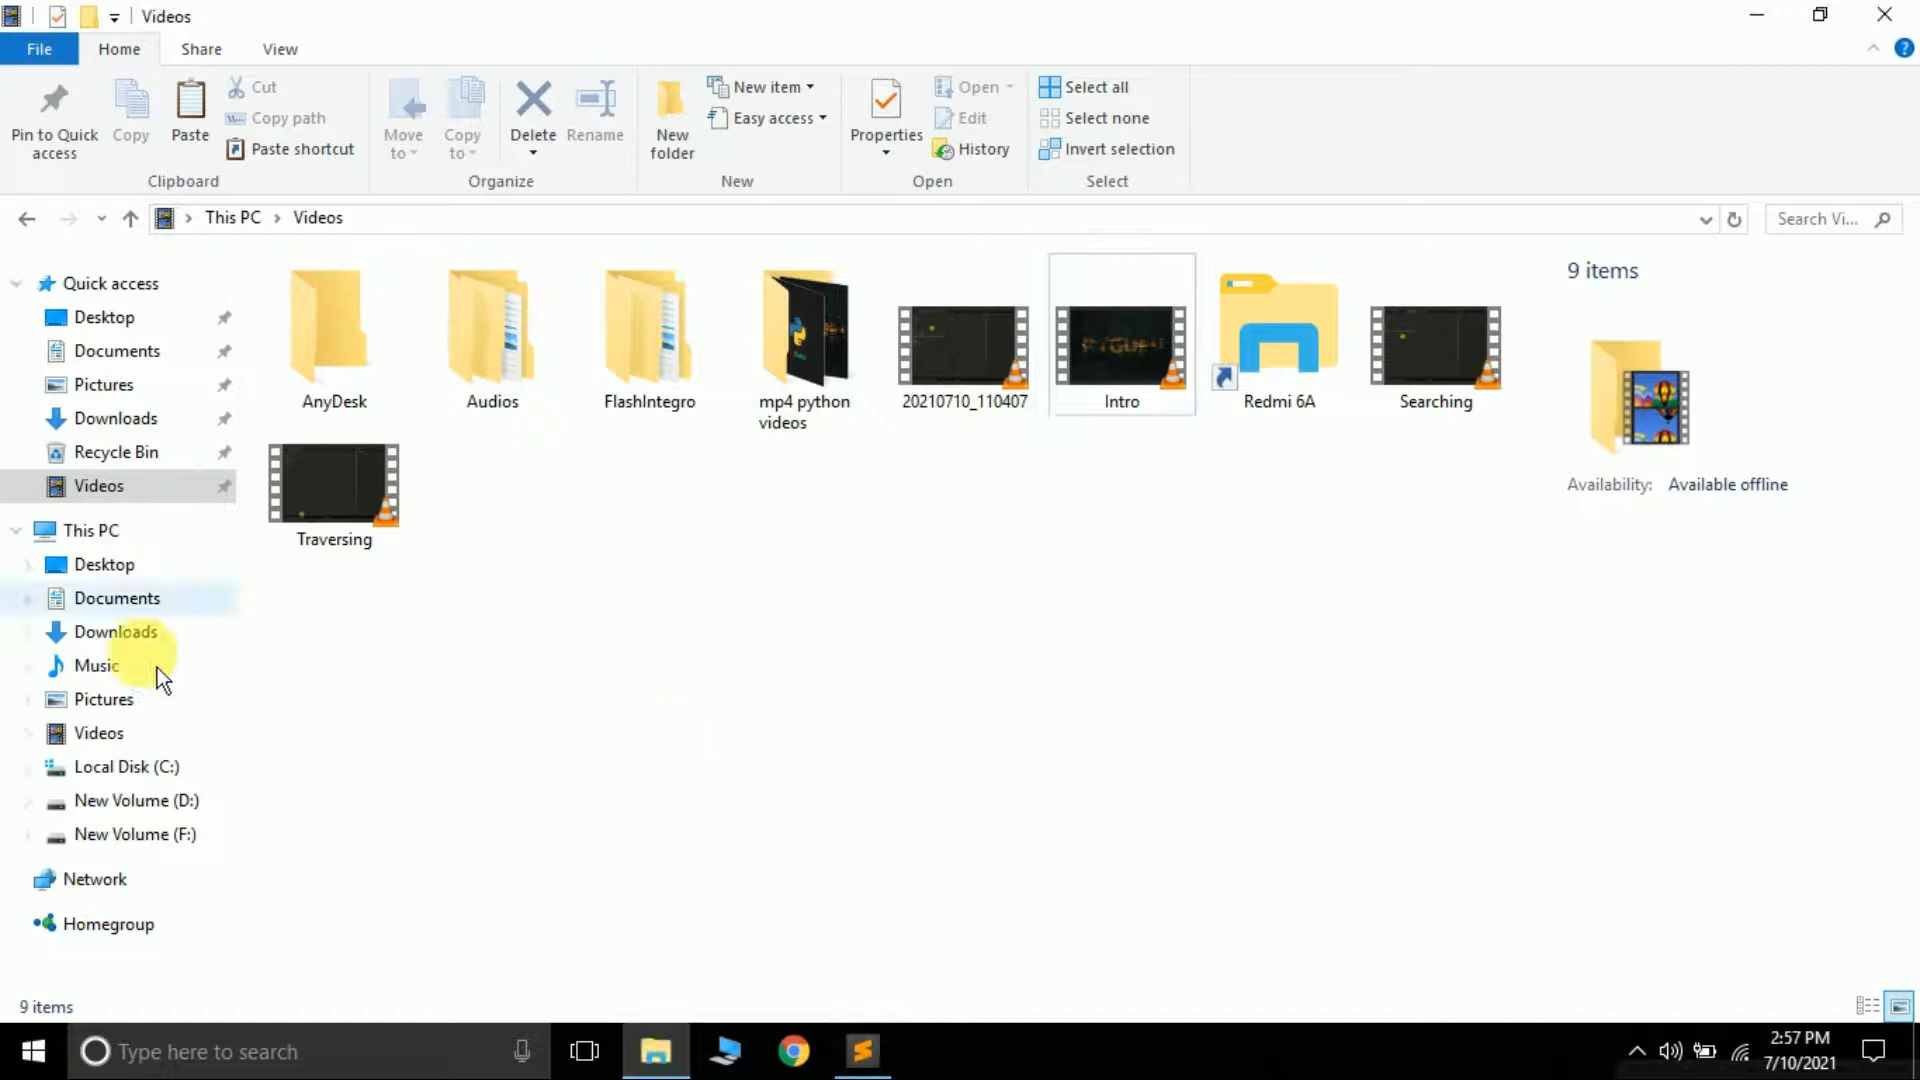 Videos
File Home Share View
Pin to Quick access
Copy
Paste
Cut
Copy path
Paste shortcut
Clipboard
Move to
Copy to
Delete
Rename
Organize
New folder
New item
Easy access
New
Properties
Open
Edit
History
Open
Select all
Select none
Invert selection
Select
This PC > Videos
Search Vi...
Quick access
Desktop
Documents
Pictures
Downloads
Recycle Bin
Videos
This PC
Desktop
Documents
Downloads
Music
Pictures
Videos
Local Disk (C:)
New Volume (D:)
New Volume (F:)
Network
Homegroup
AnyDesk
Audios
FlashIntegro
mp4 python
videos
20210710_110407
Intro
Redmi 6A
Searching
Traversing
9 items
Availability: Available offline
9 items
Type here to search
2:57 PM
7/10/2021